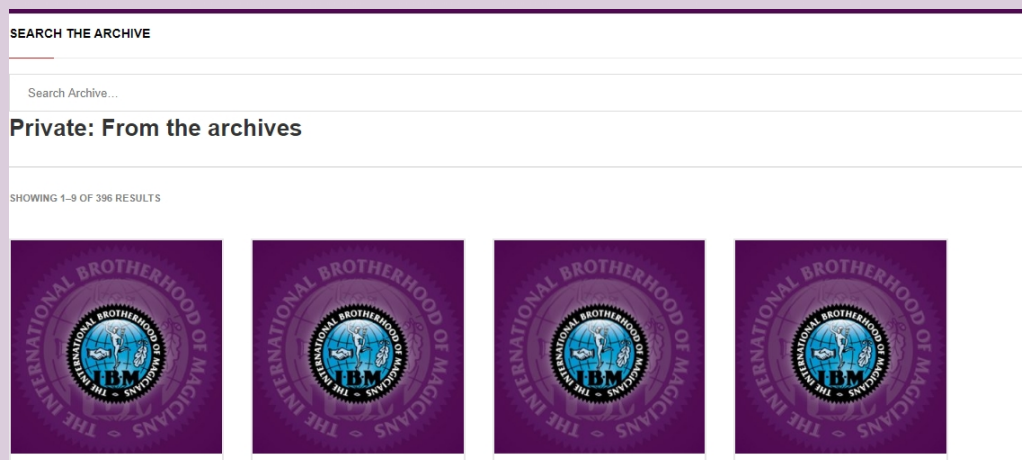 SEARCH THE ARCHIVE
Search Archive...
Private: From the archives
SHOWING 1–9 OF 396 RESULTS
THE INTERNATIONAL BROTHERHOOD OF MAGICIANS
THE INTERNATIONAL BROTHERHOOD OF MAGICIANS
IBM
THE INTERNATIONAL BROTHERHOOD OF MAGICIANS
THE INTERNATIONAL BROTHERHOOD OF MAGICIANS
IBM
THE INTERNATIONAL BROTHERHOOD OF MAGICIANS
THE INTERNATIONAL BROTHERHOOD OF MAGICIANS
IBM
THE INTERNATIONAL BROTHERHOOD OF MAGICIANS
THE INTERNATIONAL BROTHERHOOD OF MAGICIANS
IBM